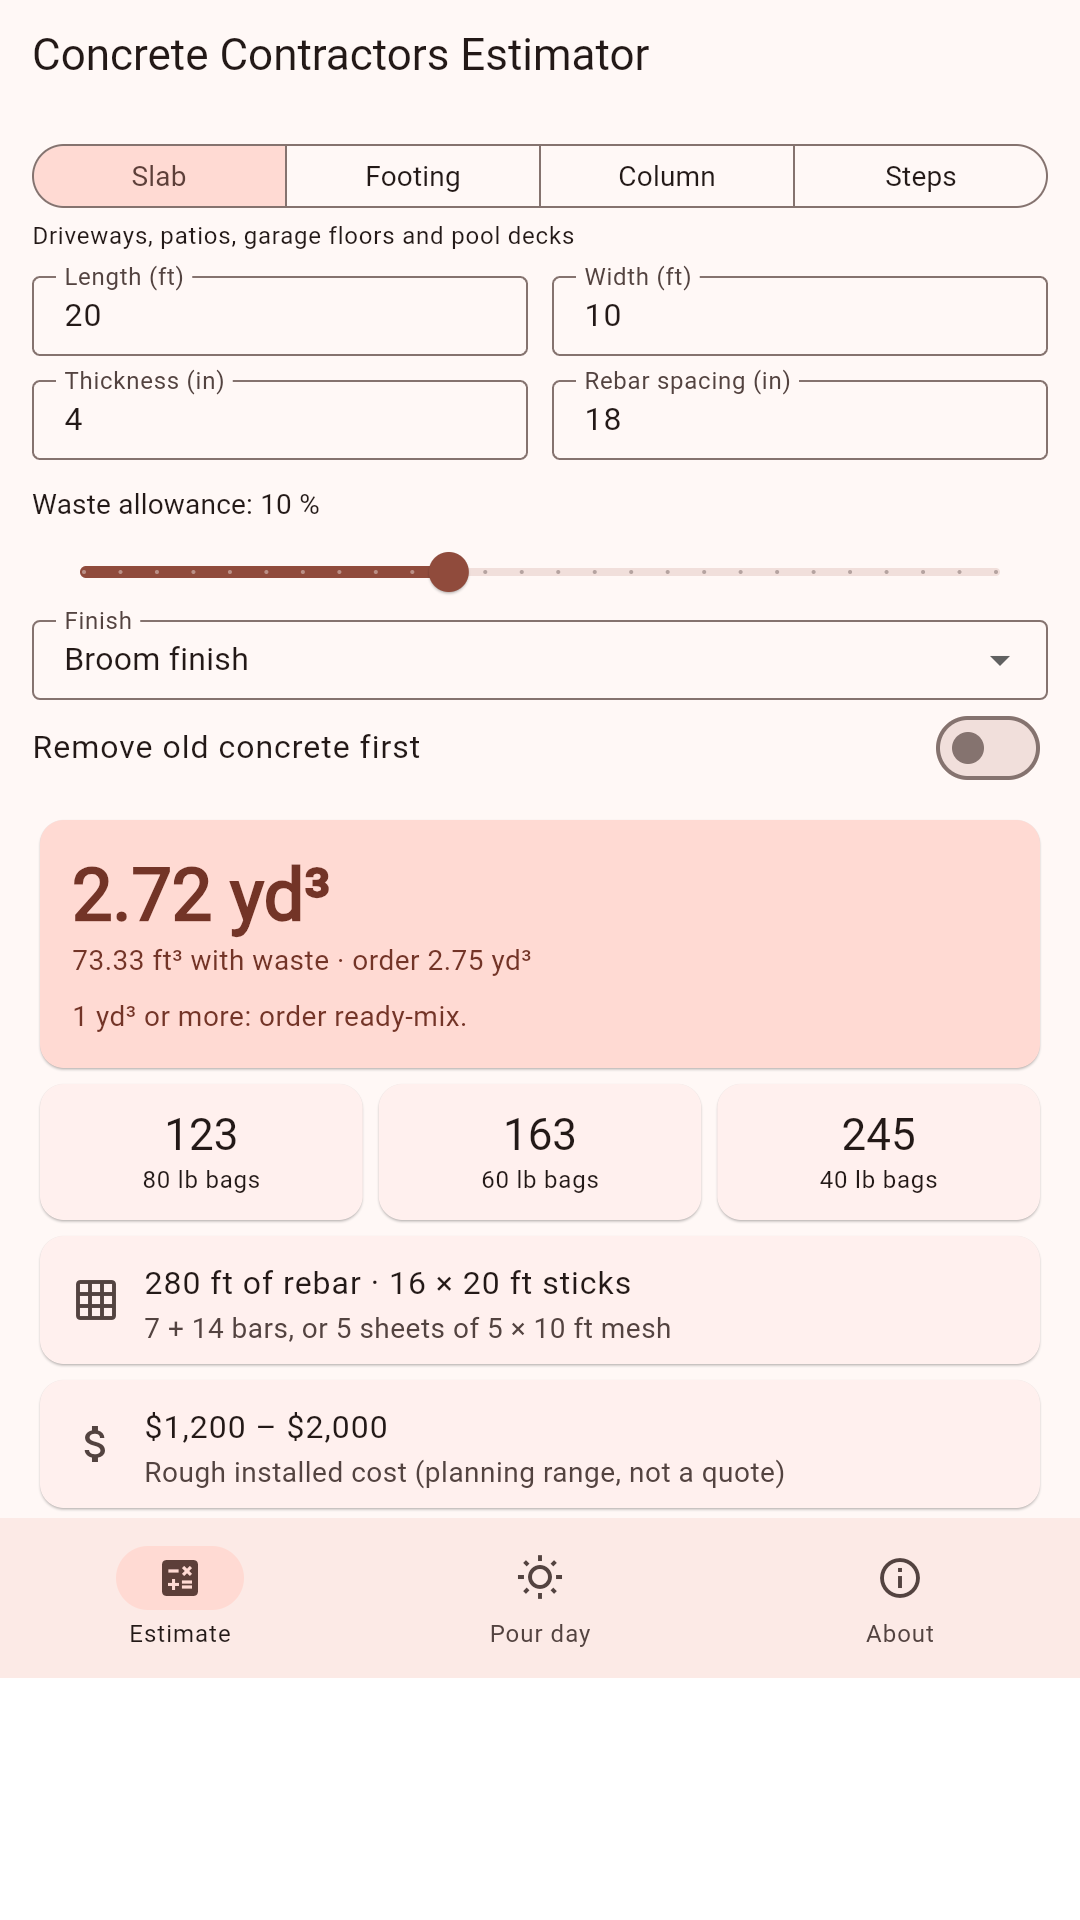 Concrete Contractors Estimator
Slab Footing Column Steps
Driveways, patios, garage floors and pool decks
Length (ft) Width (ft)
20 10
Thickness (in) Rebar spacing (in)
4 18
Waste allowance: 10 %
Finish
Broom finish
Remove old concrete first
2.72 yd³
73.33 ft³ with waste · order 2.75 yd³
1 yd³ or more: order ready-mix.
123 163 245
80 lb bags 60 lb bags 40 lb bags
280 ft of rebar · 16 × 20 ft sticks
7 + 14 bars, or 5 sheets of 5 × 10 ft mesh
$1,200 – $2,000
Rough installed cost (planning range, not a quote)
Estimate Pour day About